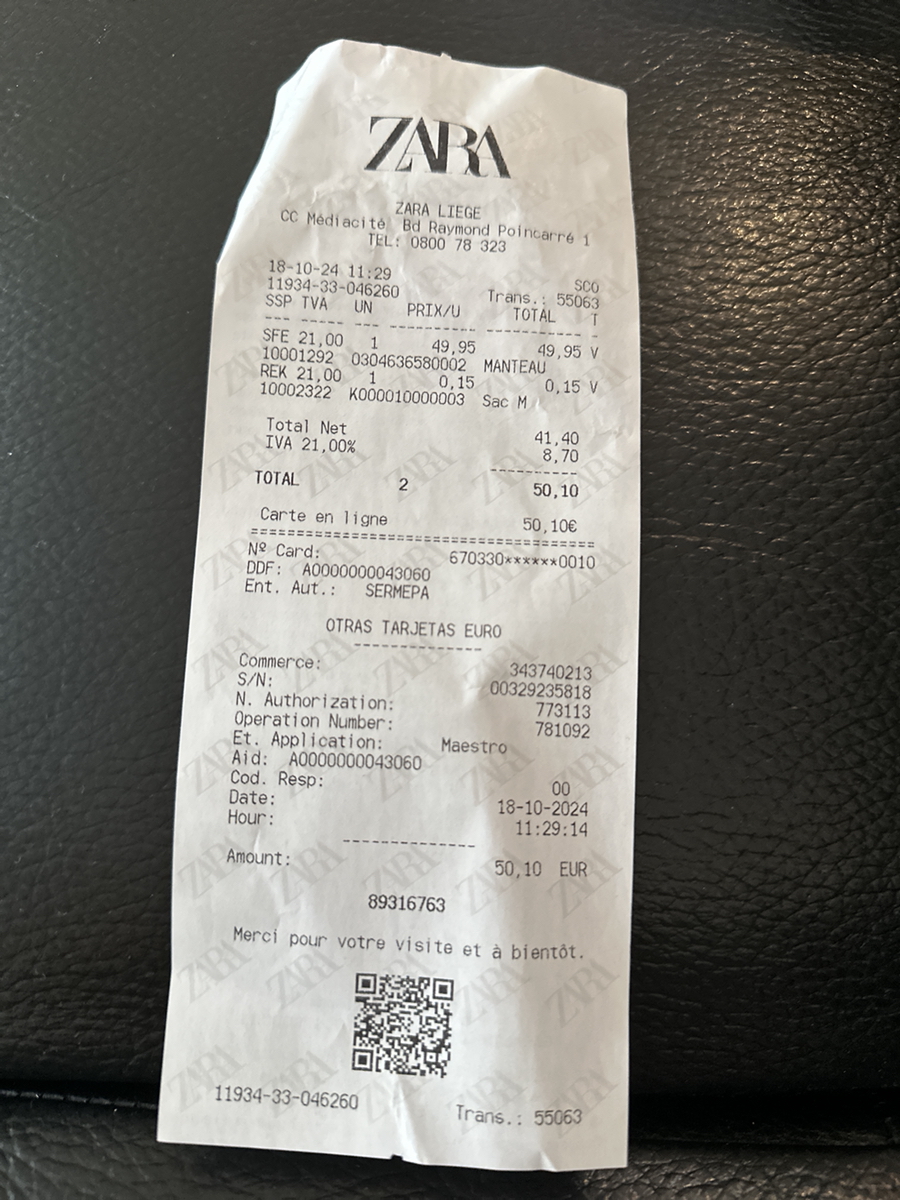 ZARA
ZARA LIEGE
CC Médiacité Bd Raymond Poincarré 1
TEL: 0800 78 323
18-10-24 11:29 SCO
11934-33-046260 Trans.: 55063
SSP TVA UN PRIX/U TOTAL T
--- ----- --- ---------- ----------- -
SFE 21,00 1 49,95 49,95 V
10001292 0304636580002 MANTEAU
REK 21,00 1 0,15 0,15 V
10002322 K000010000003 Sac M
Total Net 41,40
IVA 21,00% 8,70
----------
TOTAL 2 50,10
Carte en ligne 50,10€
==========================================
Nº Card: 670330******0010
DDF: A0000000043060
Ent. Aut.: SERMEPA
OTRAS TARJETAS EURO
--------------
Commerce: 343740213
S/N: 00329235818
N. Authorization: 773113
Operation Number: 781092
Et. Application: Maestro
Aid: A0000000043060
Cod. Resp: 00
Date: 18-10-2024
Hour: 11:29:14
--------------
Amount: 50,10 EUR
89316763
Merci pour votre visite et à bientôt.
11934-33-046260 Trans.: 55063